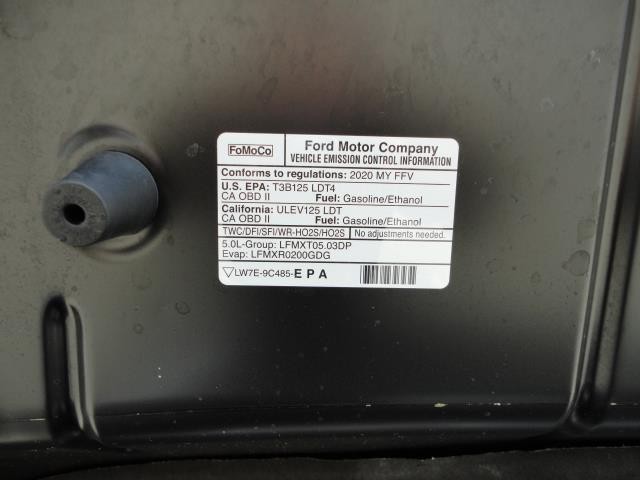 FoMoCo
Ford Motor Company
VEHICLE EMISSION CONTROL INFORMATION
Conforms to regulations: 2020 MY FFV
U.S. EPA: T3B125 LDT4
CA OBD II Fuel: Gasoline/Ethanol
California: ULEV125 LDT
CA OBD II Fuel: Gasoline/Ethanol
TWC/DFI/SFI/WR-HO2S/HO2S No adjustments needed.
5.0L-Group: LFMXT05.03DP
Evap: LFMXR0200GDG
LW7E-9C485-EPA